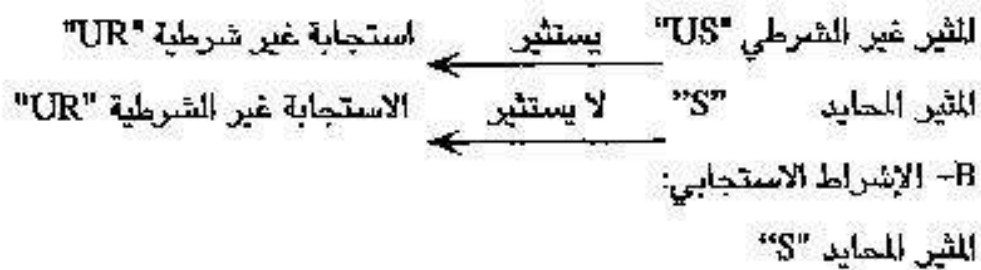 المثير غير الشرطي "US" يستثير استجابة غير شرطية "UR"
المثير المحايد "S" لا يستثير الاستجابة غير الشرطية "UR"
B- الإشراط الاستجابي:
المثير المحايد "S"